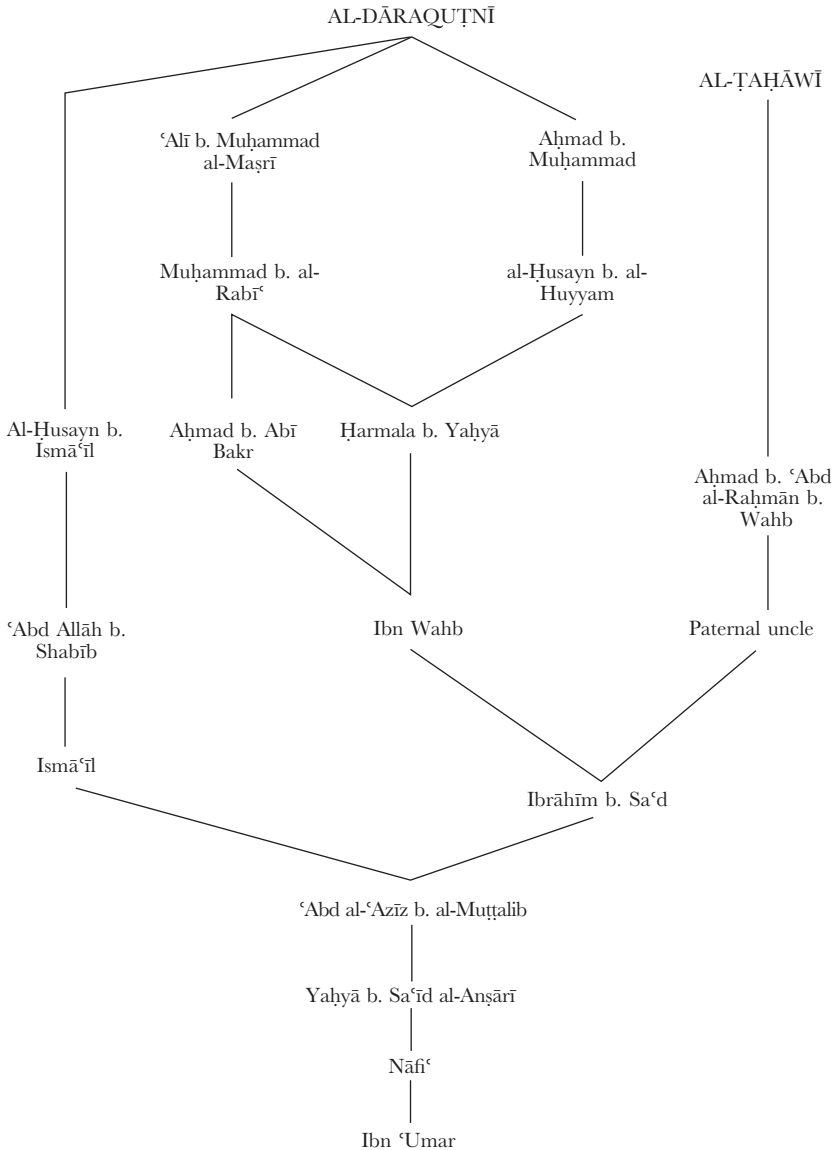 AL-DĀRAQUṬNĪ
AL-ṬAḤĀWĪ
ʿAlī b. Muḥammad
al-Maṣrī
Aḥmad b.
Muḥammad
Muḥammad b. al-
Rabīʿ
al-Ḥusayn b. al-
Huyyam
Al-Ḥusayn b.
Ismāʿīl
Aḥmad b. Abī
Bakr
Ḥarmala b. Yaḥyā
Aḥmad b. ʿAbd
al-Raḥmān b.
Wahb
ʿAbd Allāh b.
Shabīb
Ibn Wahb
Paternal uncle
Ismāʿīl
Ibrāhīm b. Saʿd
ʿAbd al-ʿAzīz b. al-Muṭṭalib
Yaḥyā b. Saʿīd al-Anṣārī
Nāfiʿ
Ibn ʿUmar